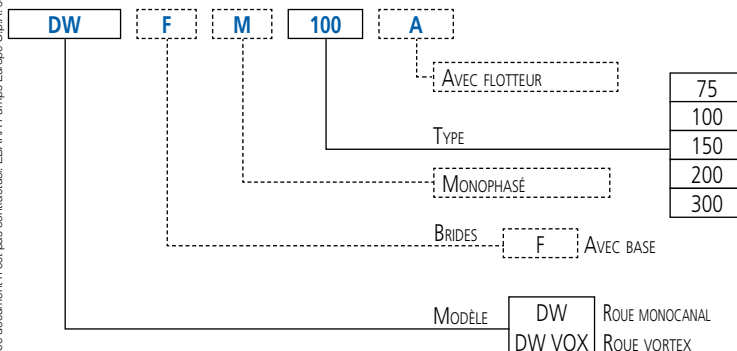 DW F M 100 A
AVEC FLOTTEUR
75
100
TYPE
150
200
MONOPHASÉ
300
BRIDES
F AVEC BASE
MODÈLE
DW ROUE MONOCANAL
DW VOX ROUE VORTEX